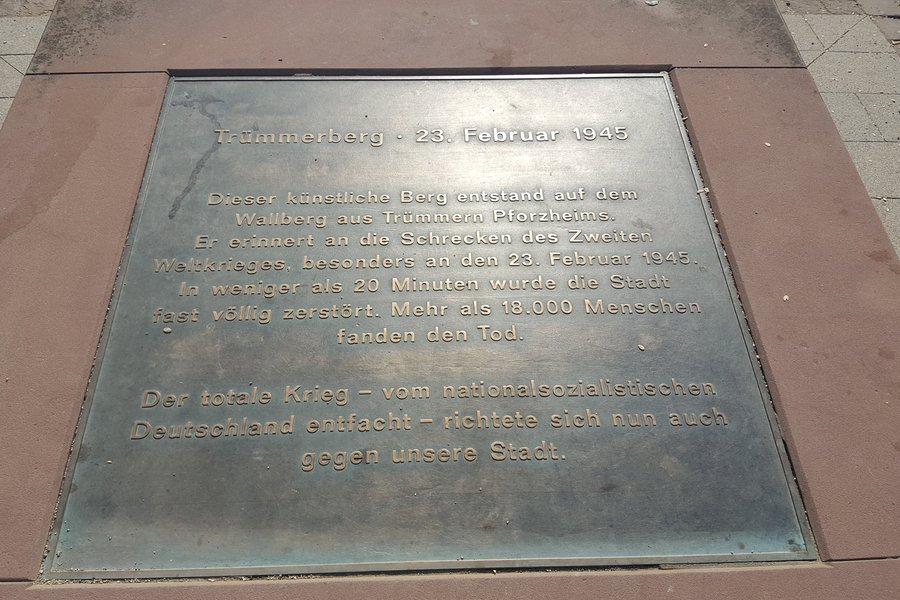 Trümmerberg · 23. Februar 1945
Dieser künstliche Berg entstand auf dem
Wallberg aus Trümmern Pforzheims.
Er erinnert an die Schrecken des Zweiten
Weltkrieges, besonders an den 23. Februar 1945.
In weniger als 20 Minuten wurde die Stadt
fast völlig zerstört. Mehr als 18.000 Menschen
fanden den Tod.
Der totale Krieg – vom nationalsozialistischen
Deutschland entfacht – richtete sich nun auch
gegen unsere Stadt.